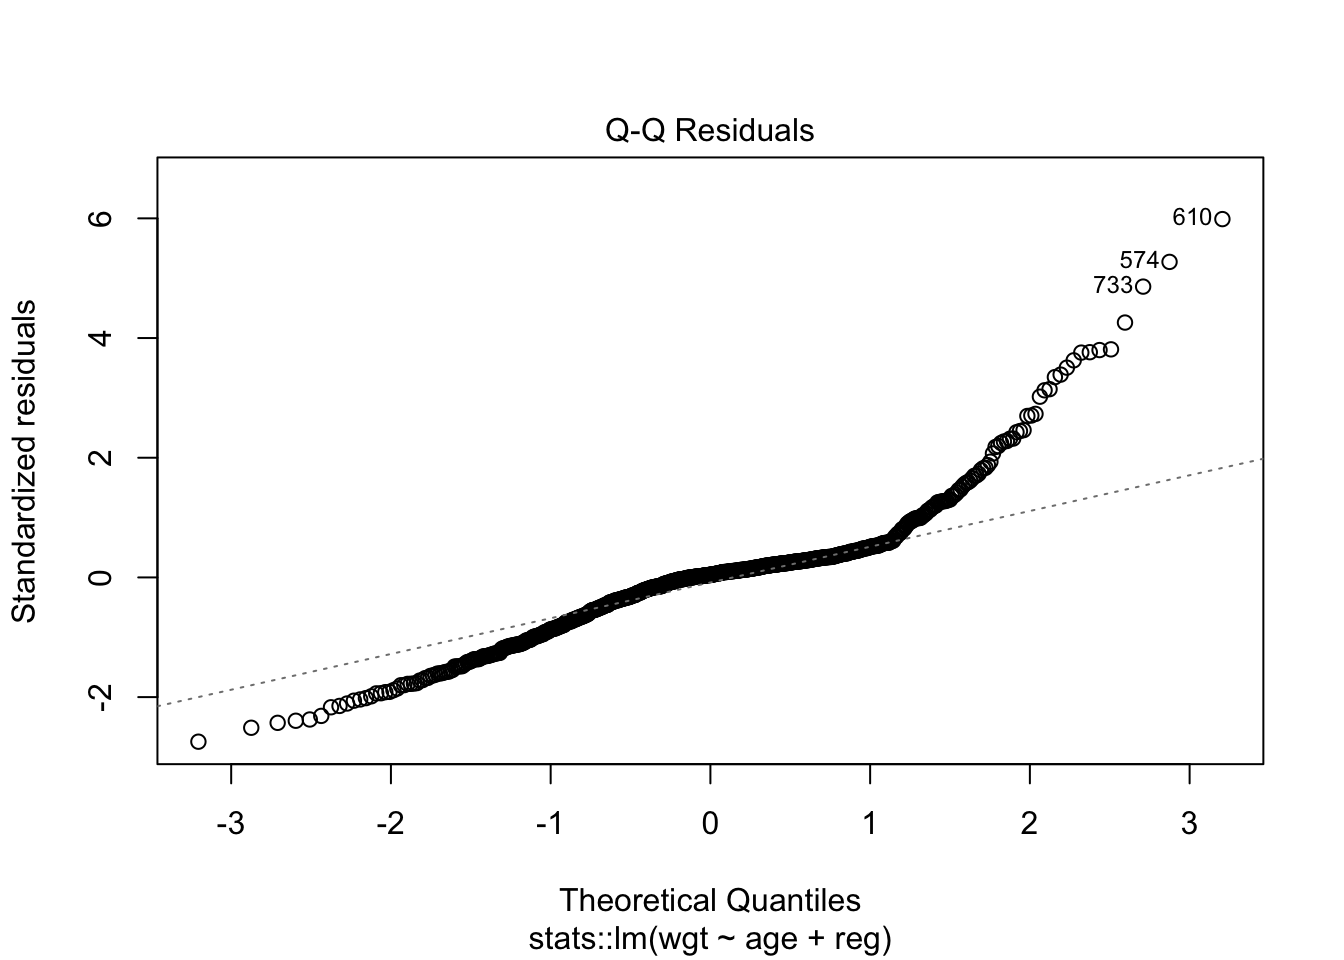 Q-Q Residuals
Standardized residuals
6
4
2
0
-2
610
574
733
-3 -2 -1 0 1 2 3
Theoretical Quantiles
stats::lm(wgt ~ age + reg)